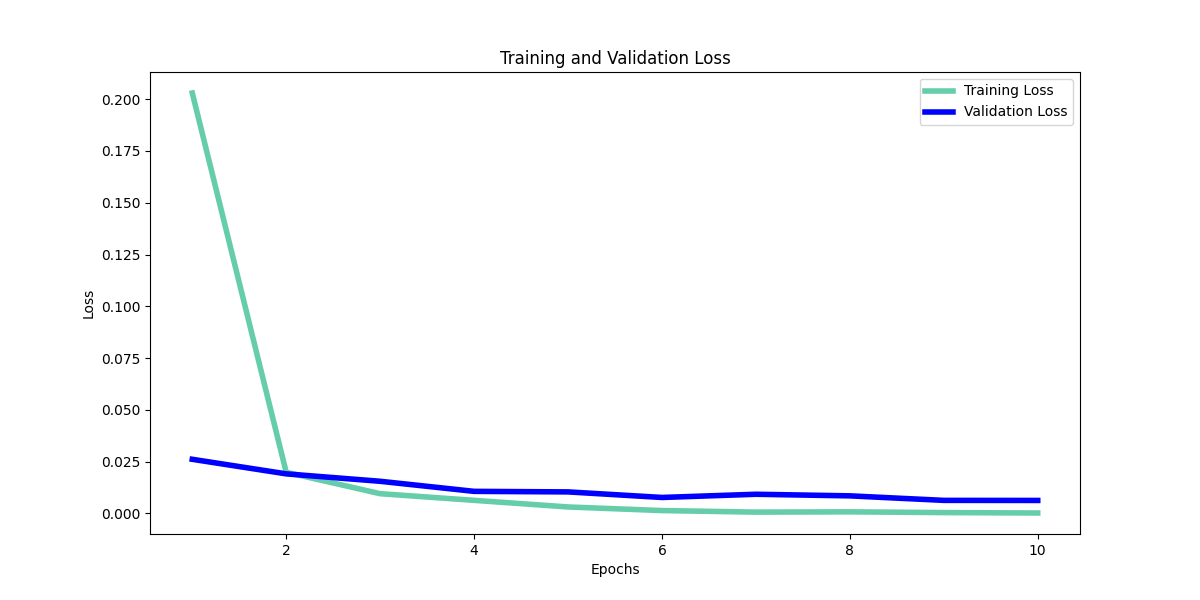 Training and Validation Loss
Training Loss
Validation Loss
0.200
0.175
0.150
0.125
0.100
0.075
0.050
0.025
0.000
Loss
2 4 6 8 10
Epochs